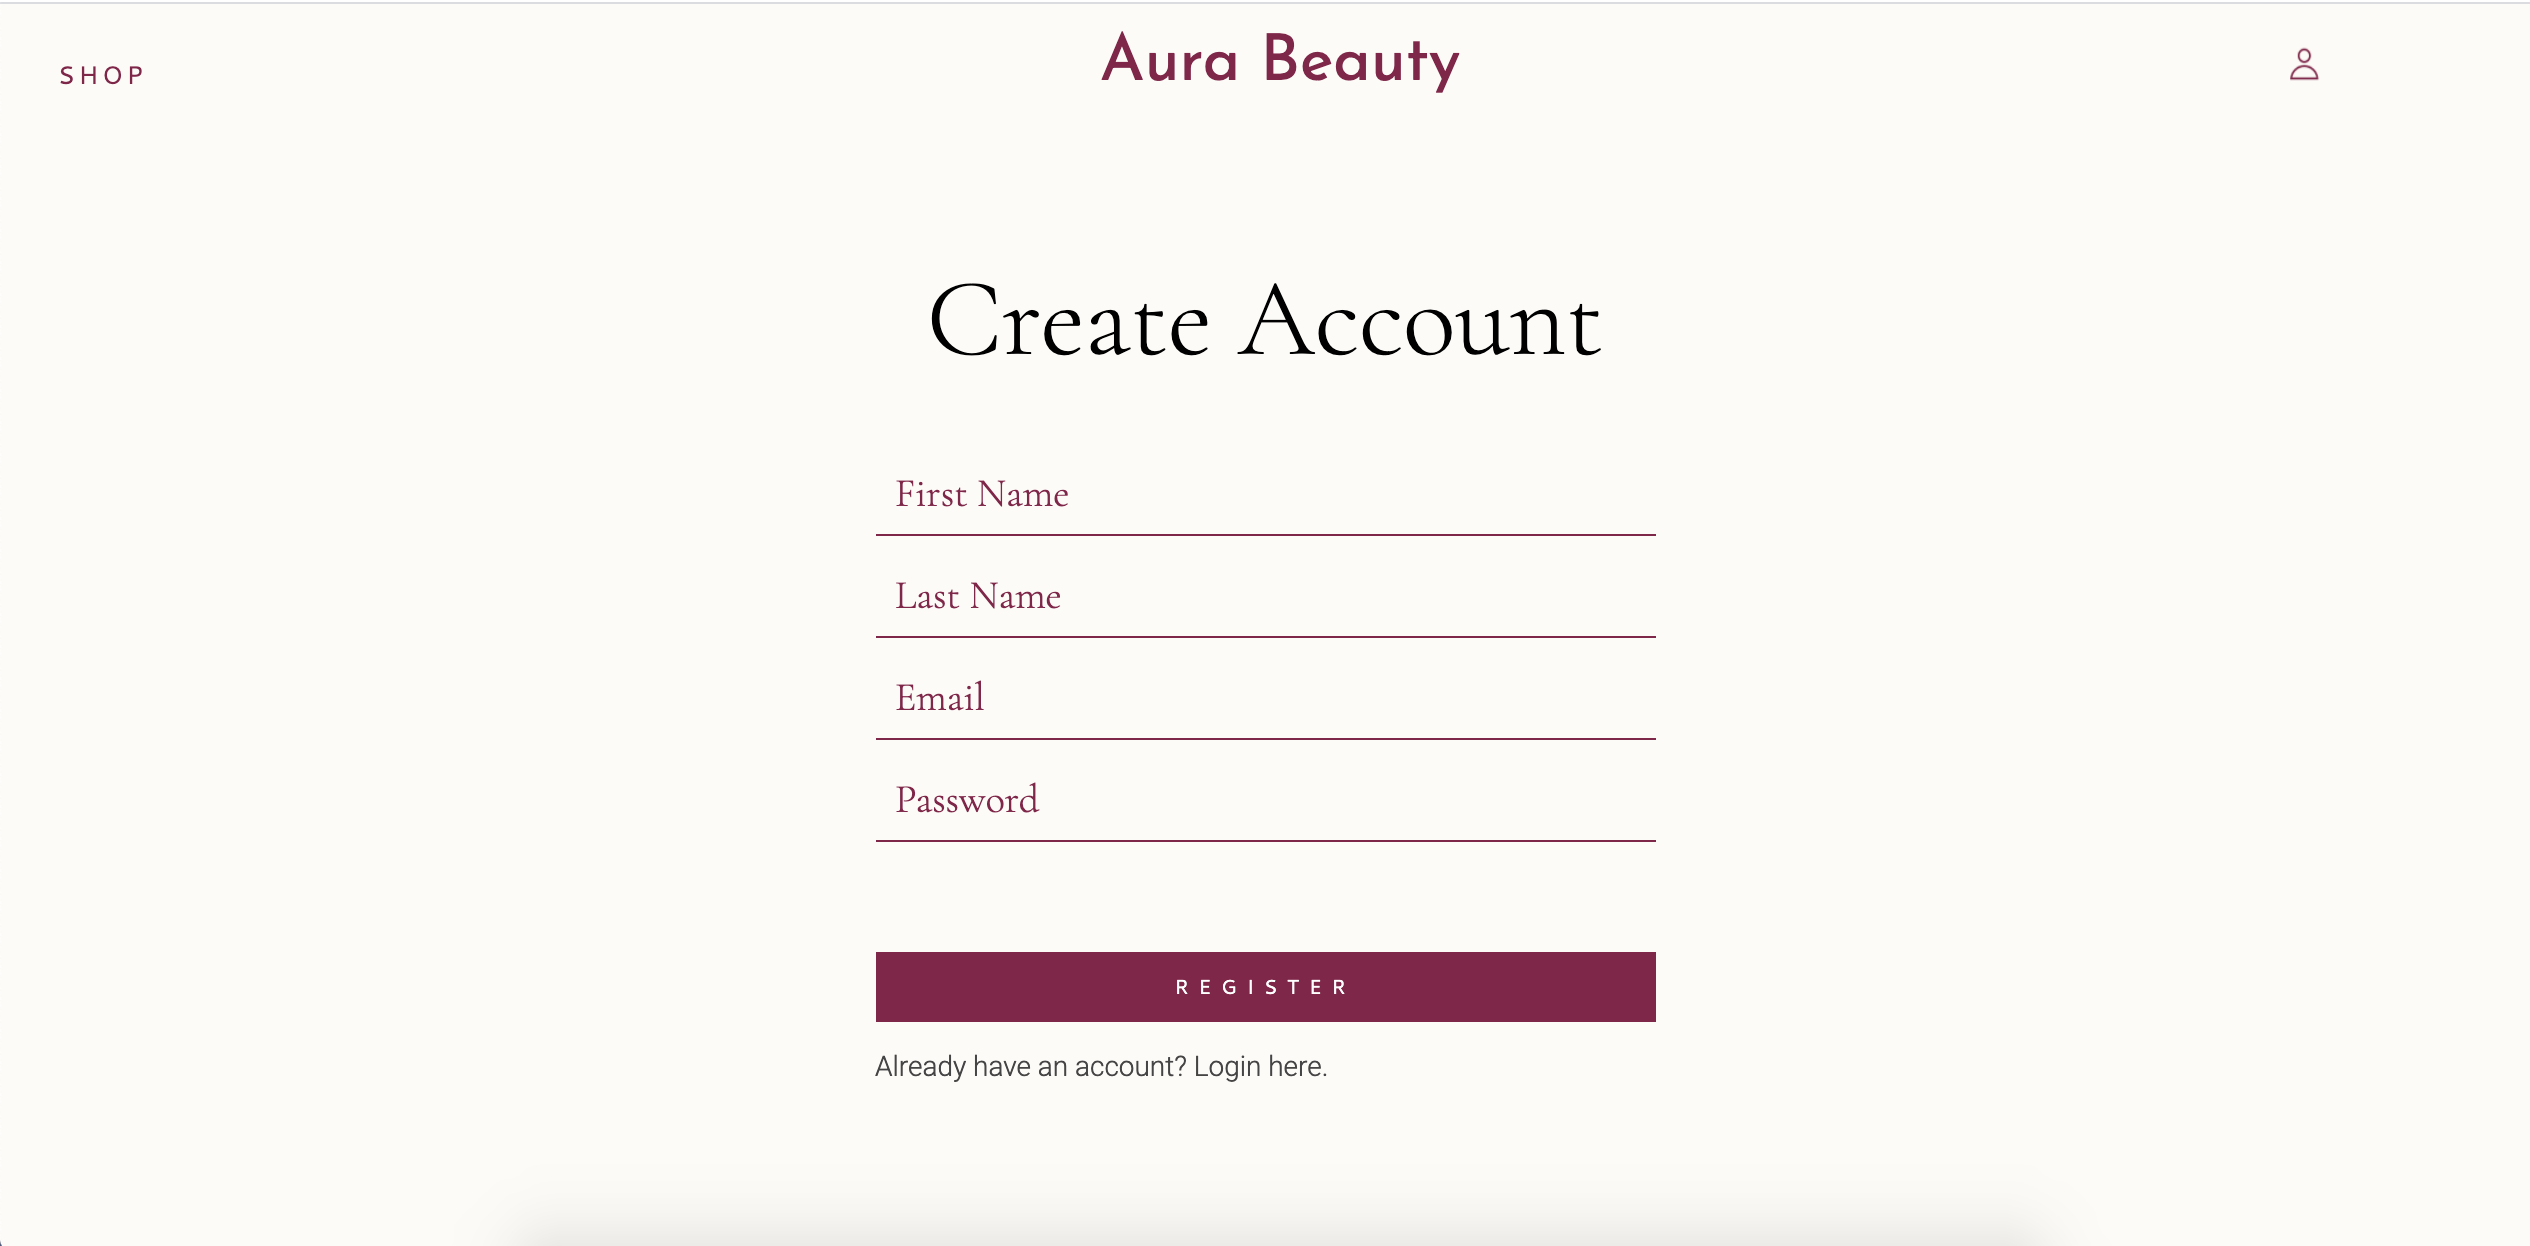 SHOP
Aura Beauty
Create Account
First Name
Last Name
Email
Password
REGISTER
Already have an account? Login here.